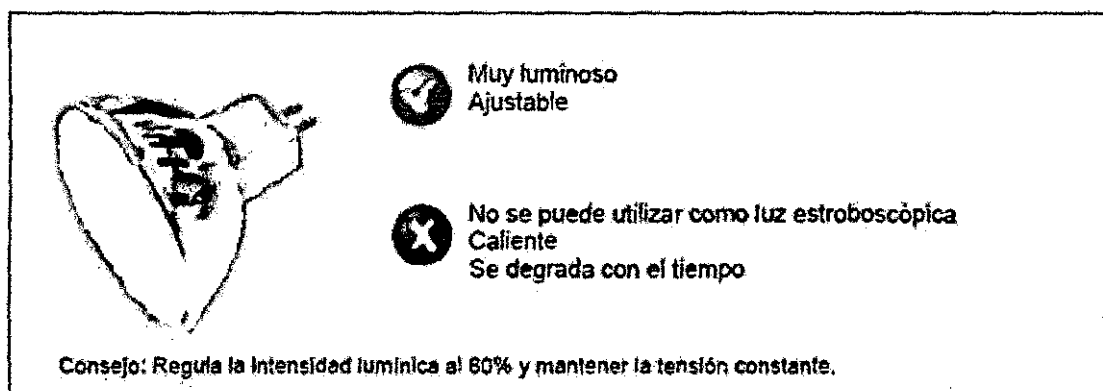 Muy luminoso
Ajustable
No se puede utilizar como luz estroboscòpica
Caliente
Se degrada con el tiempo
Consejo: Regula la intensidad lumínica al 60% y mantener la tensión constante.